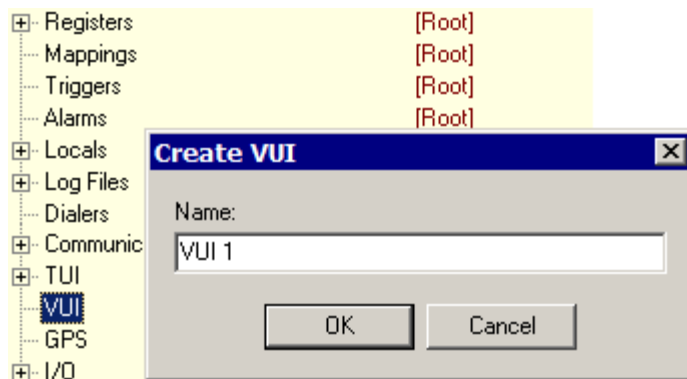 Registers [Root]
Mappings [Root]
Triggers [Root]
Alarms [Root]
Locals
Log Files
Dialers
Communic
TUI
VUI
GPS
I/O
Create VUI
Name:
VUI 1
OK Cancel